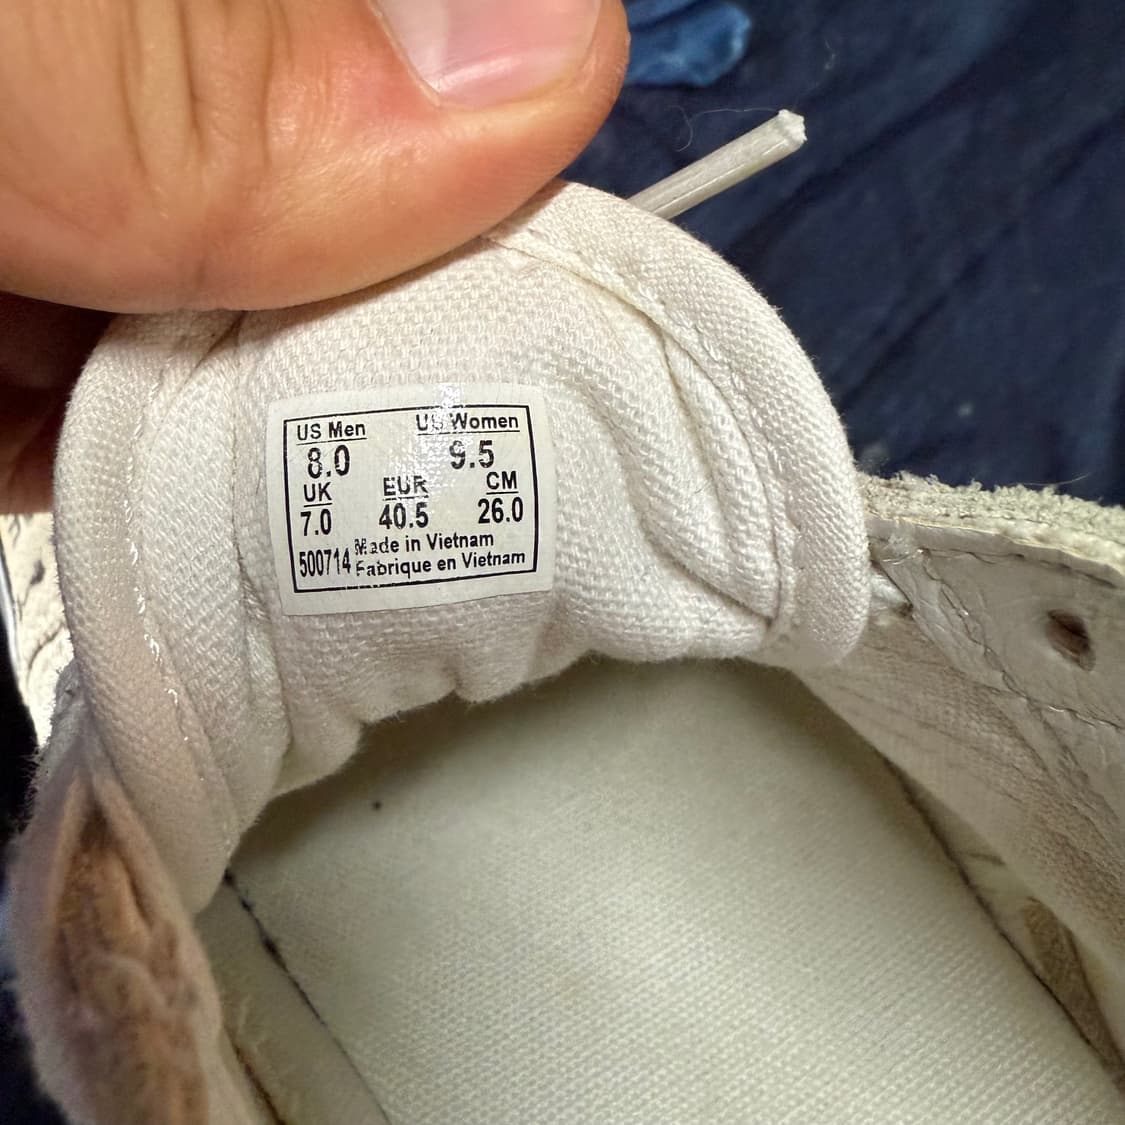 US Men US Women
8.0 9.5
UK EUR CM
7.0 40.5 26.0
Made in Vietnam
500714 Fabrique en Vietnam